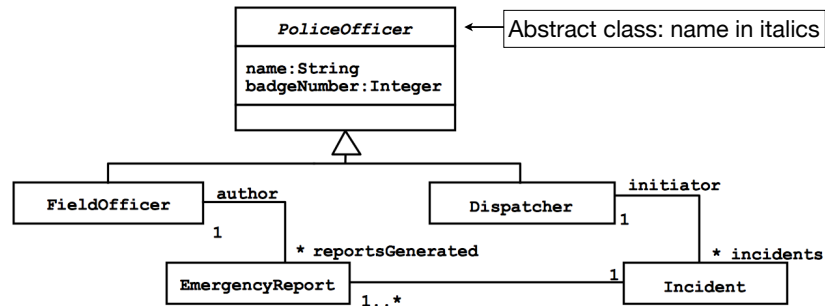 PoliceOfficer
Abstract class: name in italics
name:String
badgeNumber:Integer
FieldOfficer
author
1
Dispatcher
initiator
1
* reportsGenerated
* incidents
EmergencyReport
1..*
1
Incident